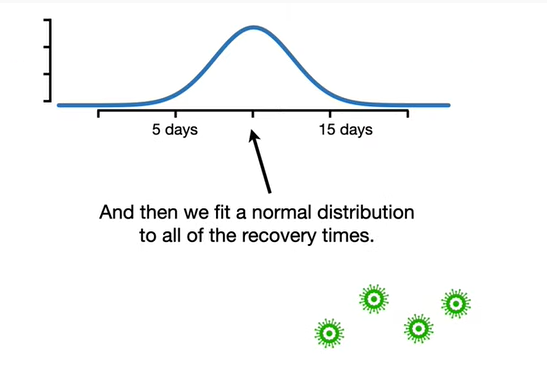 5 days 15 days
And then we fit a normal distribution
to all of the recovery times.